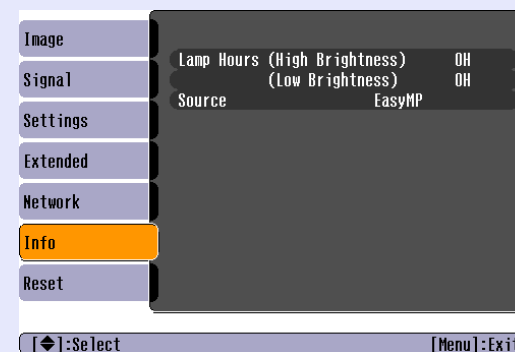 Image
Signal
Settings
Extended
Network
Info
Reset
Lamp Hours (High Brightness) 0H
(Low Brightness) 0H
Source EasyMP
[◆]:Select [Menu]:Exit